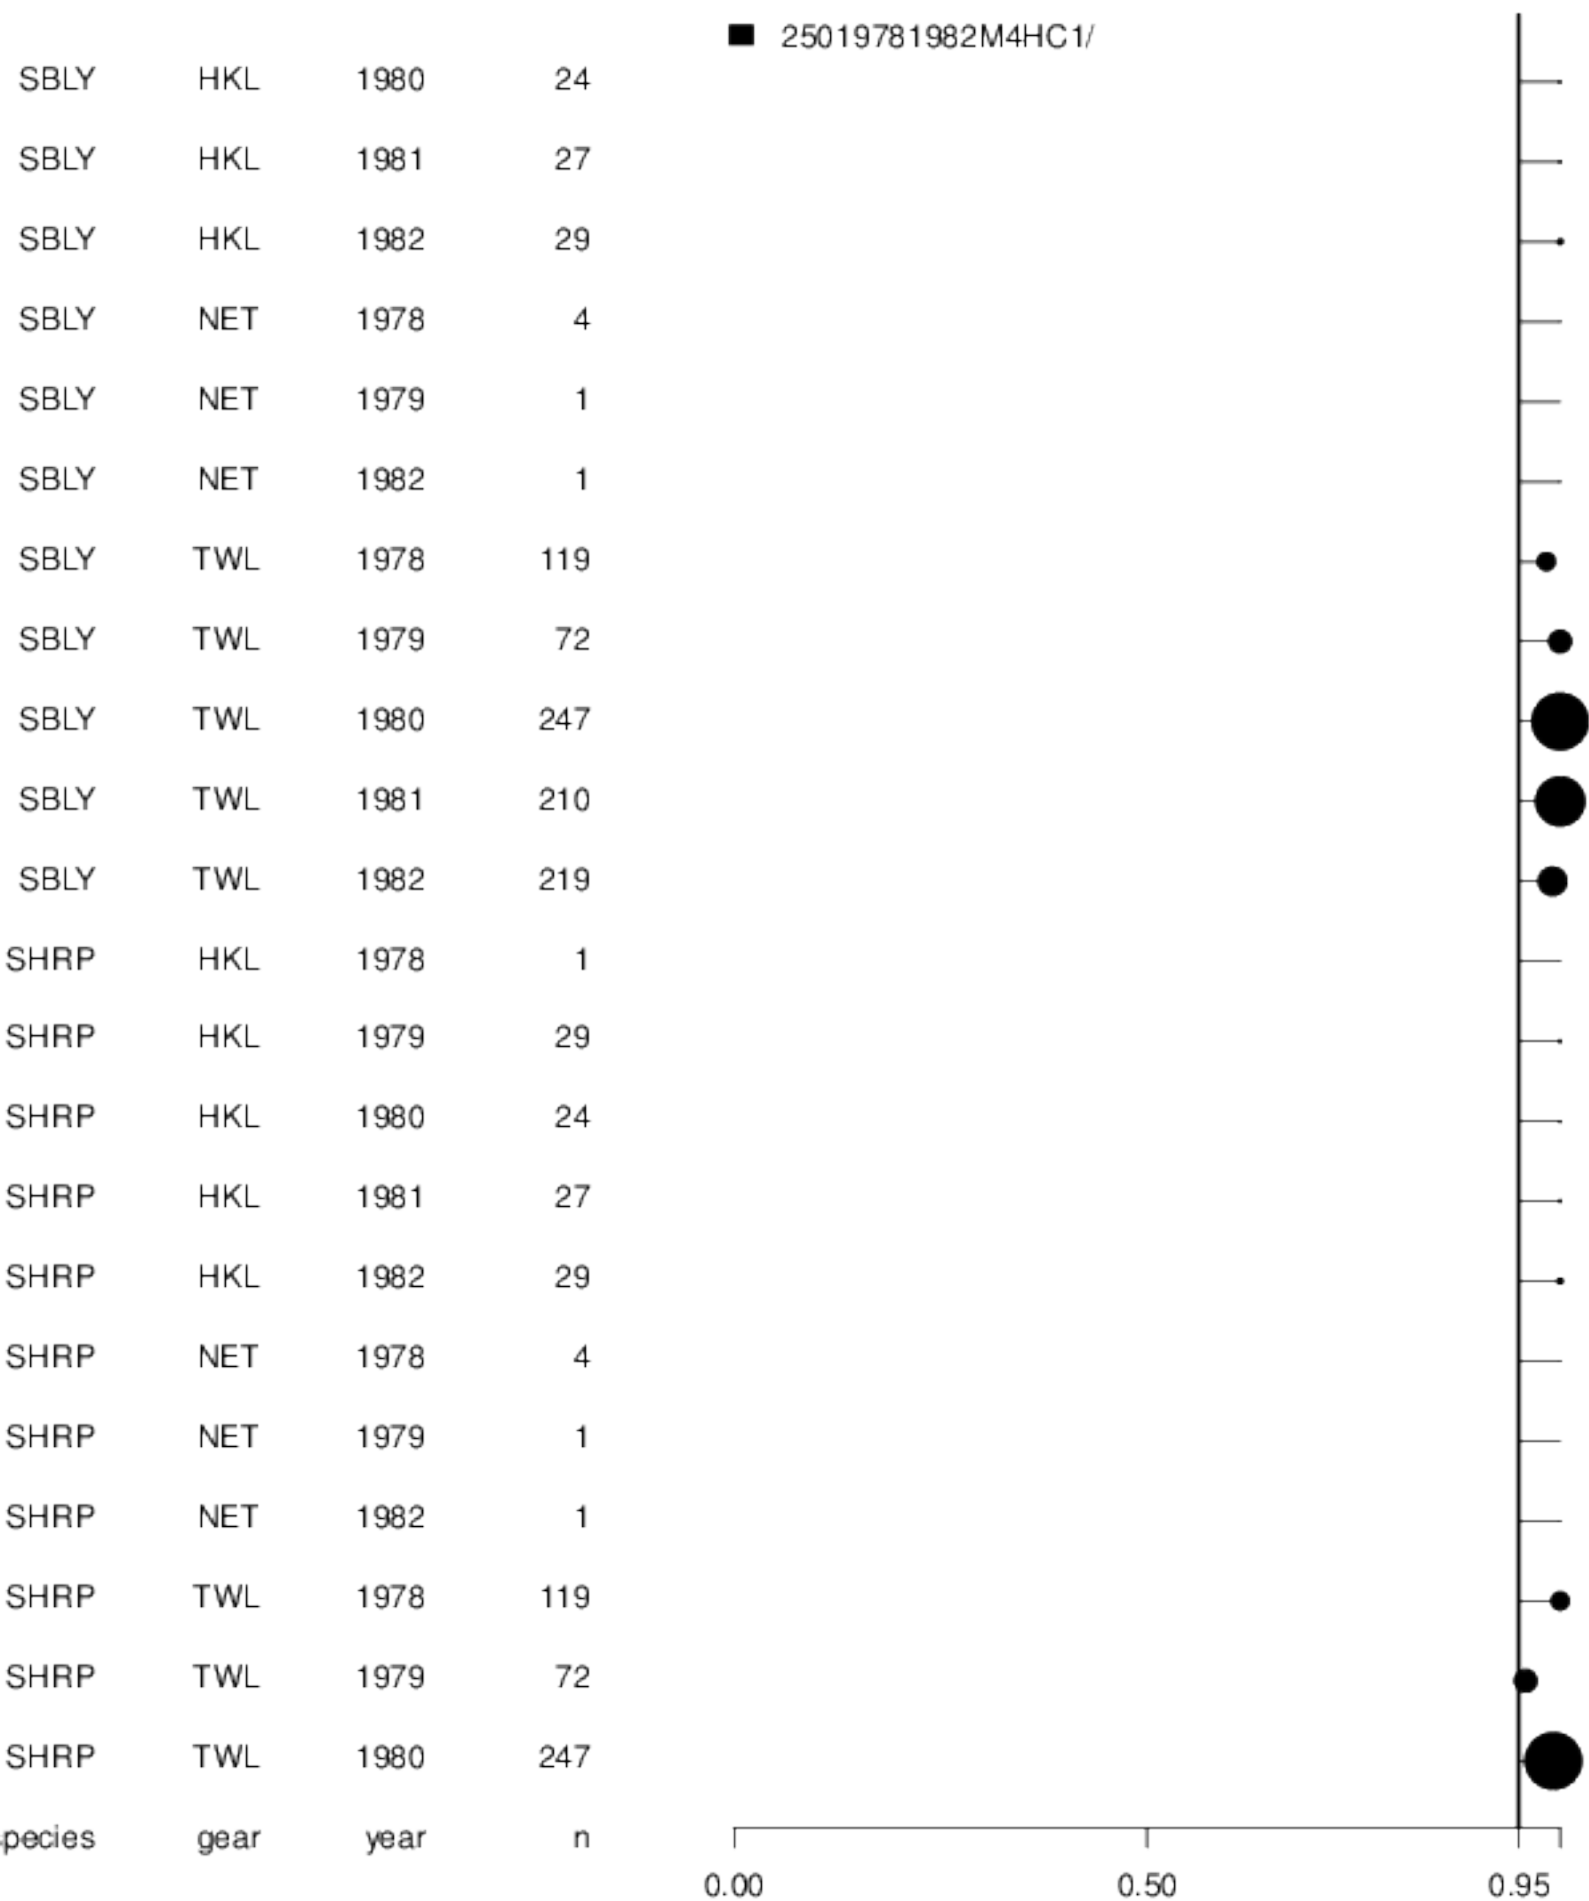 25019781982M4HC1/
SBLY HKL 1980 24
SBLY HKL 1981 27
SBLY HKL 1982 29
SBLY NET 1978 4
SBLY NET 1979 1
SBLY NET 1982 1
SBLY TWL 1978 119
SBLY TWL 1979 72
SBLY TWL 1980 247
SBLY TWL 1981 210
SBLY TWL 1982 219
SHRP HKL 1978 1
SHRP HKL 1979 29
SHRP HKL 1980 24
SHRP HKL 1981 27
SHRP HKL 1982 29
SHRP NET 1978 4
SHRP NET 1979 1
SHRP NET 1982 1
SHRP TWL 1978 119
SHRP TWL 1979 72
SHRP TWL 1980 247
pecies gear year n
0.00 0.50 0.95